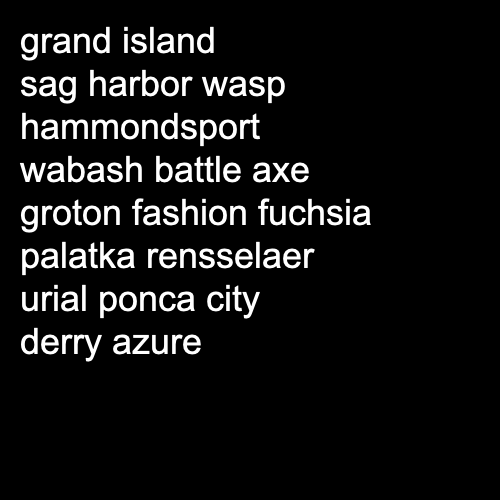 grand island
sag harbor wasp
hammondsport
wabash battle axe
groton fashion fuchsia
palatka rensselaer
urial ponca city
derry azure